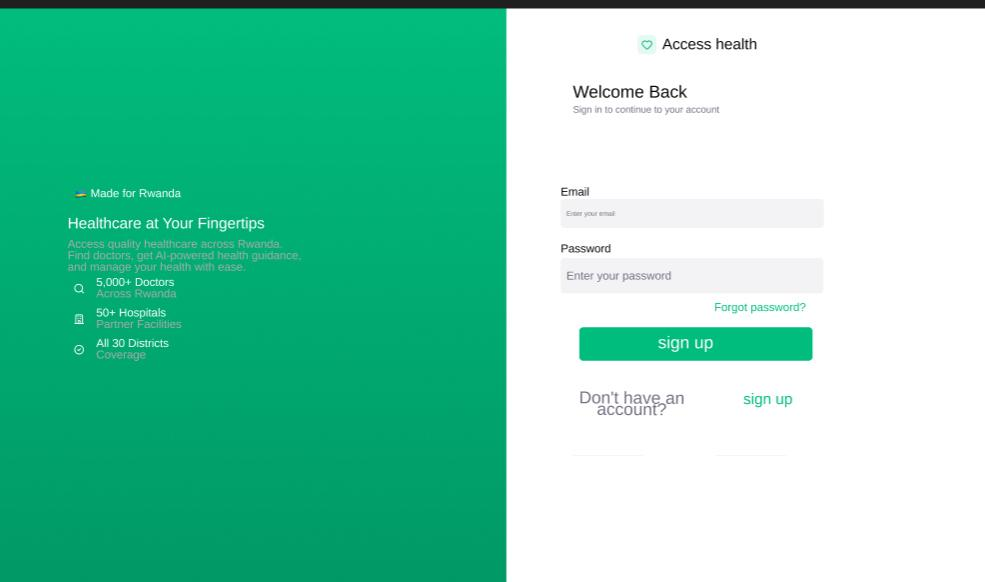 Made for Rwanda
Healthcare at Your Fingertips
Access quality healthcare across Rwanda.
Find doctors, get AI-powered health guidance,
and manage your health with ease.
5,000+ Doctors
Across Rwanda
50+ Hospitals
Partner Facilities
All 30 Districts
Coverage
Access health
Welcome Back
Sign in to continue to your account
Email
Enter your email
Password
Enter your password
Forgot password?
sign up
Don't have an
account?
sign up